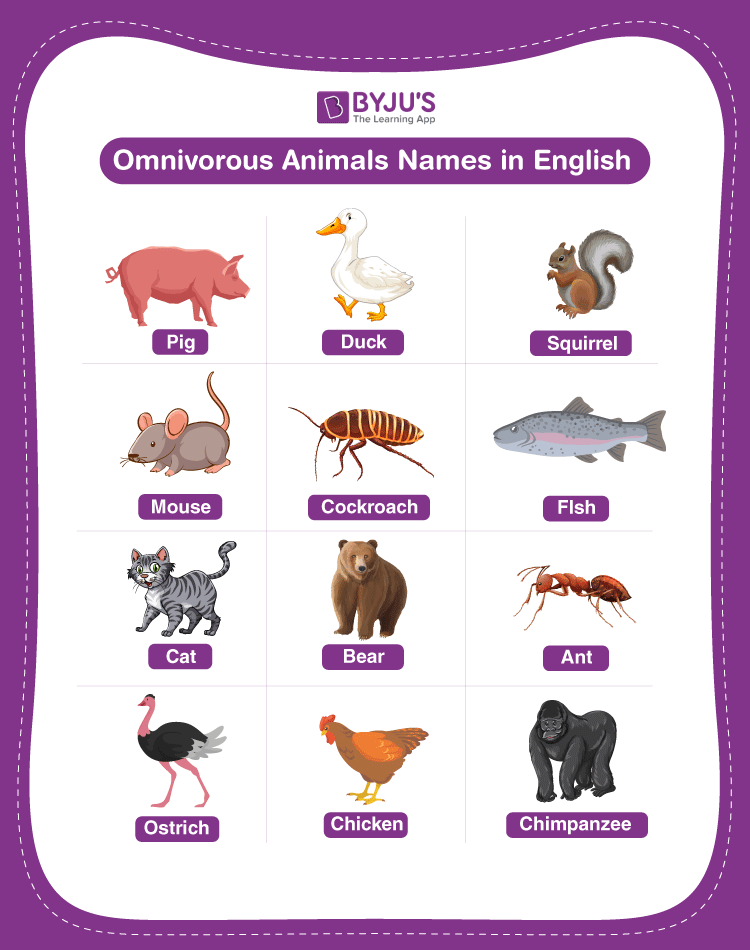 BYJU'S
The Learning App
Omnivorous Animals Names in English
Pig
Duck
Squirrel
Mouse
Cockroach
FIsh
Cat
Bear
Ant
Ostrich
Chicken
Chimpanzee